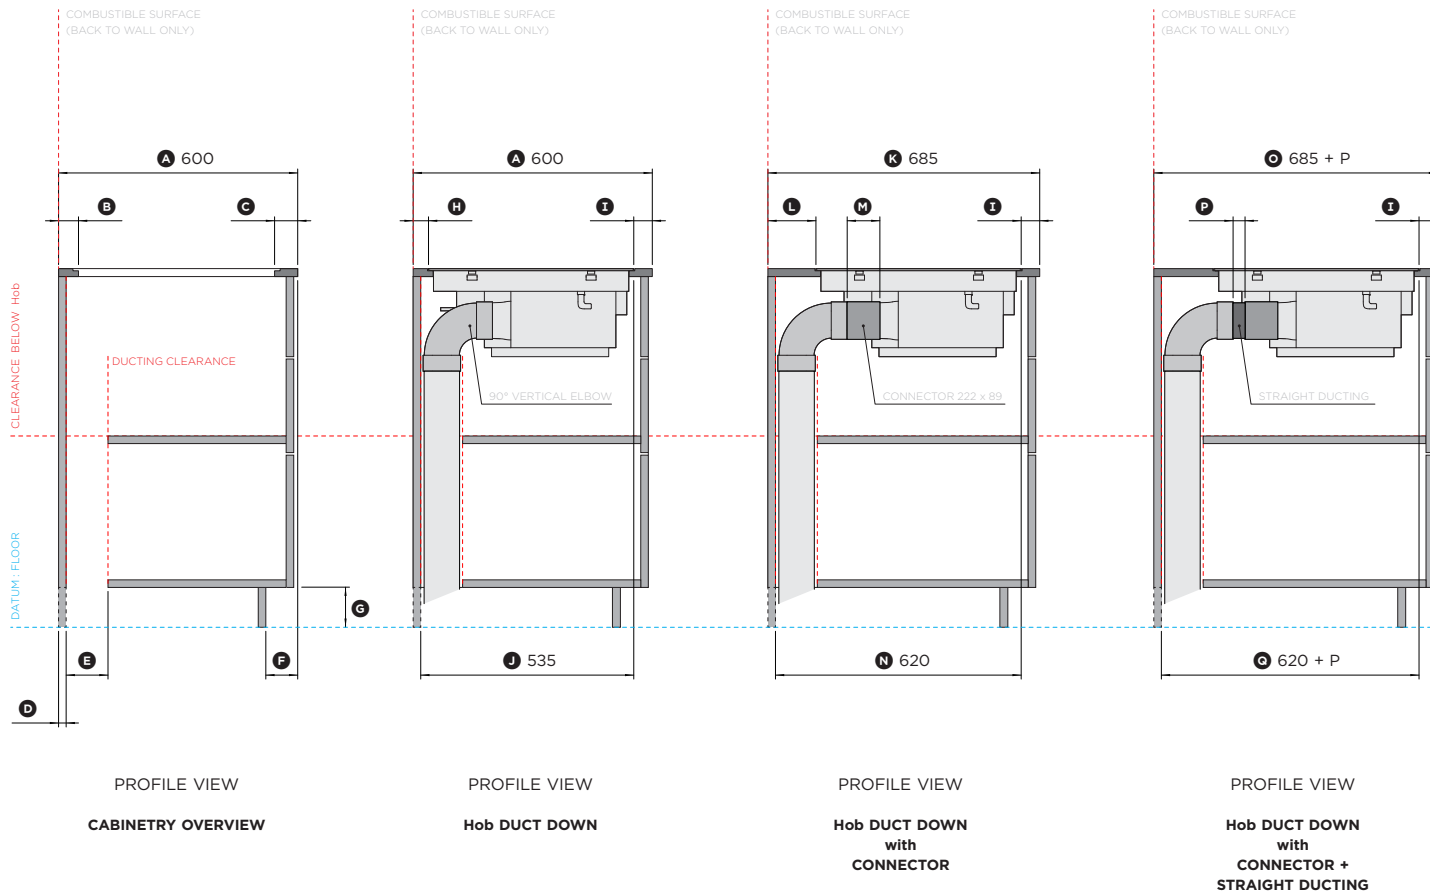 COMBUSTIBLE SURFACE
(BACK TO WALL ONLY)
COMBUSTIBLE SURFACE
(BACK TO WALL ONLY)
COMBUSTIBLE SURFACE
(BACK TO WALL ONLY)
COMBUSTIBLE SURFACE
(BACK TO WALL ONLY)
A 600
A 600
K 685
O 685 + P
B
C
H
I
L
M
I
P
I
CLEARANCE BELOW Hob
DUCTING CLEARANCE
90° VERTICAL ELBOW
CONNECTOR 222 x 89
STRAIGHT DUCTING
DATUM : FLOOR
G
E
F
J 535
N 620
Q 620 + P
D
PROFILE VIEW
CABINETRY OVERVIEW
PROFILE VIEW
Hob DUCT DOWN
PROFILE VIEW
Hob DUCT DOWN
with
CONNECTOR
PROFILE VIEW
Hob DUCT DOWN
with
CONNECTOR +
STRAIGHT DUCTING